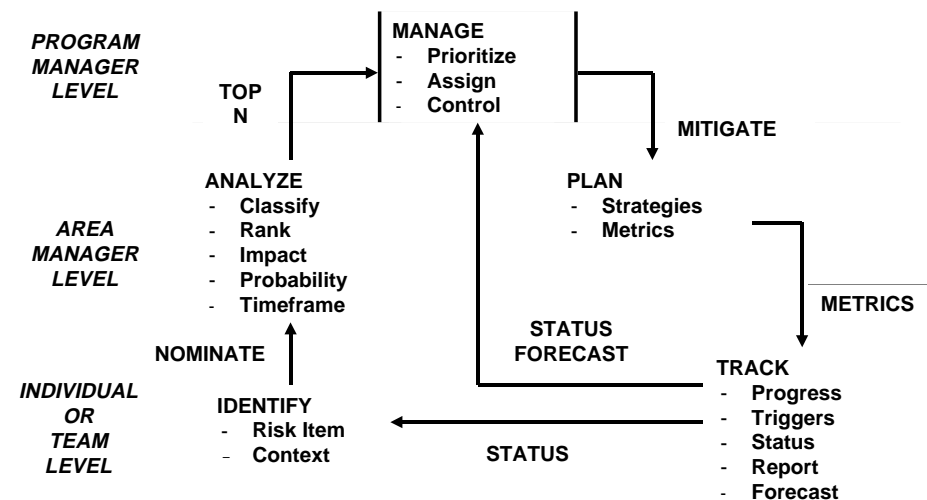 PROGRAM
MANAGER
LEVEL
TOP
N
MANAGE
- Prioritize
- Assign
- Control
MITIGATE
AREA
MANAGER
LEVEL
ANALYZE
- Classify
- Rank
- Impact
- Probability
- Timeframe
PLAN
- Strategies
- Metrics
METRICS
NOMINATE
STATUS
FORECAST
INDIVIDUAL
OR
TEAM
LEVEL
IDENTIFY
- Risk Item
- Context
STATUS
TRACK
- Progress
- Triggers
- Status
- Report
- Forecast